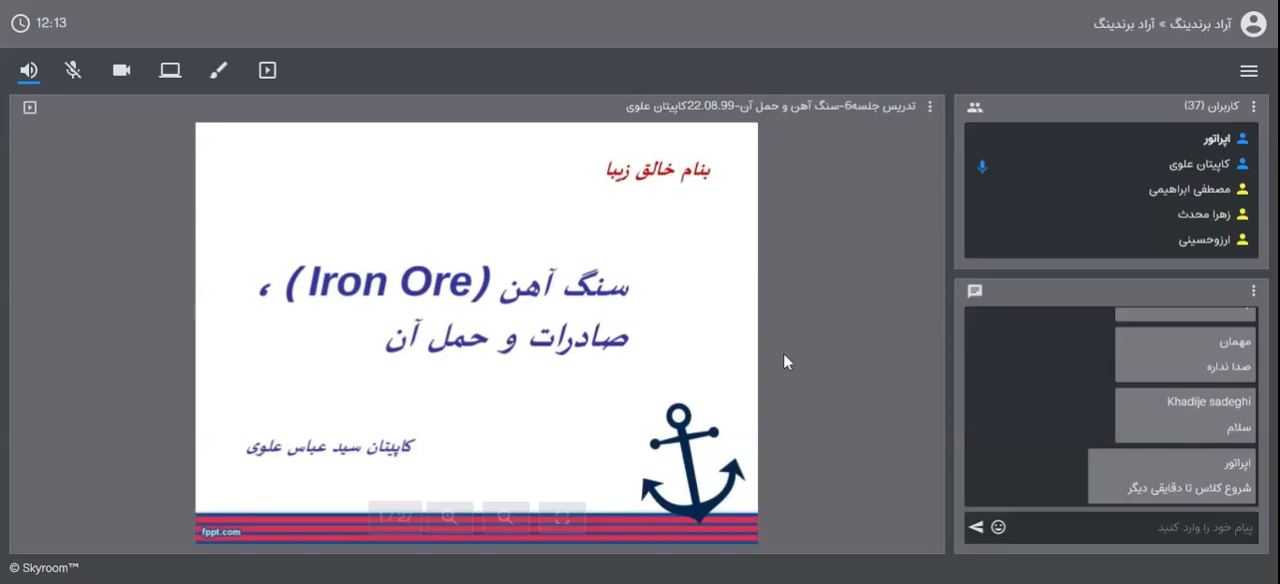 12:13
آراد برندینگ » آراد برندینگ
تدریس جلسه6-سنگ آهن و حمل آن-22.08.99کاپیتان علوی
بنام خالق زیبا
سنگ آهن (Iron Ore) ،
صادرات و حمل آن
کاپیتان سید عباس علوی
fppt.com
1 / 27
کاربران (37)
اپراتور
کاپیتان علوی
مصطفی ابراهیمی
زهرا محدث
ارزوحسینی
مهمان
صدا نداره
Khadije sadeghi
سلام
اپراتور
شروع کلاس تا دقایقی دیگر
پیام خود را وارد کنید
© Skyroom™